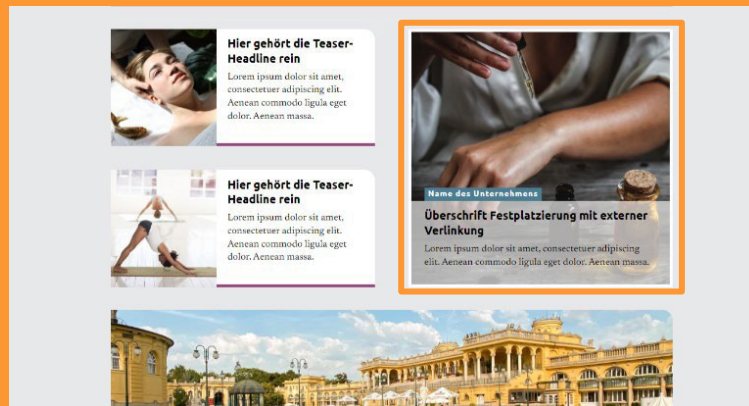 Hier gehört die Teaser-
Headline rein
Lorem ipsum dolor sit amet,
consectetuer adipiscing elit.
Aenean commodo ligula eget
dolor. Aenean massa.
Hier gehört die Teaser-
Headline rein
Lorem ipsum dolor sit amet,
consectetuer adipiscing elit.
Aenean commodo ligula eget
dolor. Aenean massa.
Name des Unternehmens
Überschrift Festplatzierung mit externer
Verlinkung
Lorem ipsum dolor sit amet, consectetuer adipiscing
elit. Aenean commodo ligula eget dolor. Aenean massa.